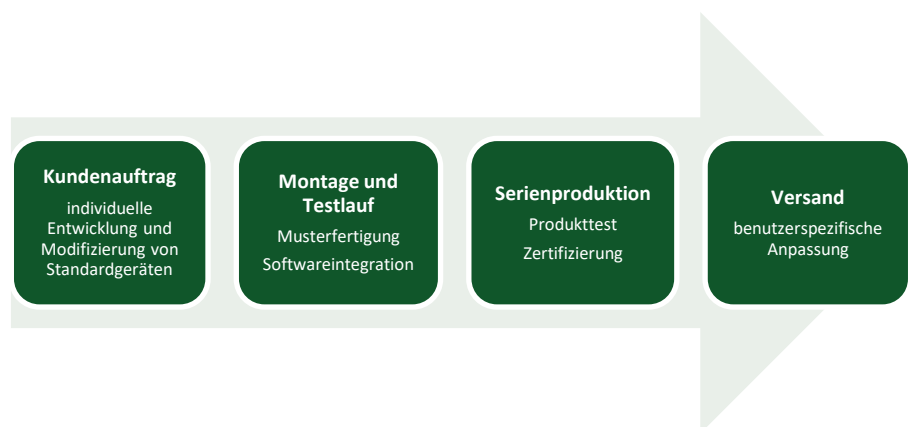 Kundenauftrag
individuelle
Entwicklung und
Modifizierung von
Standardgeräten
Montage und
Testlauf
Musterfertigung
Softwareintegration
Serienproduktion
Produkttest
Zertifizierung
Versand
benutzerspezifische
Anpassung